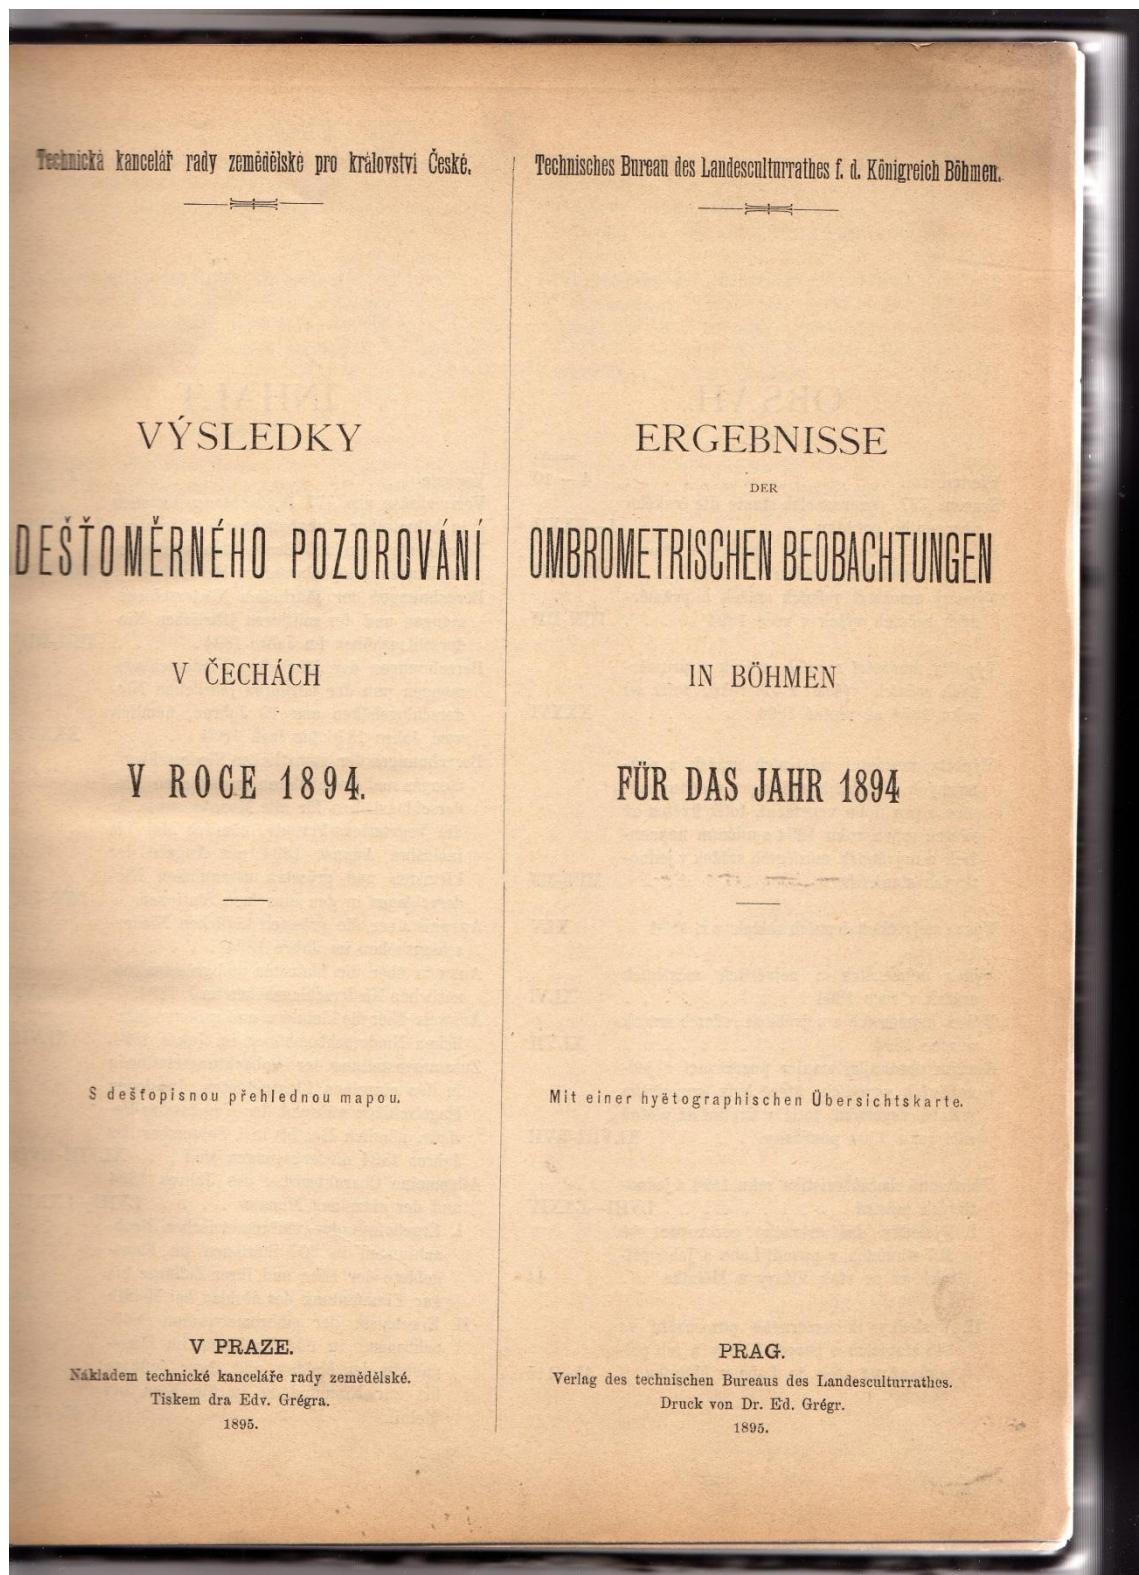 Technická kancelář rady zemědělské pro království České.
VÝSLEDKY
DEŠŤOMĚRNÉHO POZOROVÁNÍ
V ČECHÁCH
V ROCE 1894.
S dešťopisnou přehlednou mapou.
V PRAZE.
Nákladem technické kanceláře rady zemědělské.
Tiskem dra Edv. Grégra.
1895.
Technisches Bureau des Landesculturrathes f. d. Königreich Böhmen.
ERGEBNISSE
DER
OMBROMETRISCHEN BEOBACHTUNGEN
IN BÖHMEN
FÜR DAS JAHR 1894
Mit einer hyëtographischen Übersichtskarte.
PRAG.
Verlag des technischen Bureaus des Landesculturrathes.
Druck von Dr. Ed. Grégr.
1895.